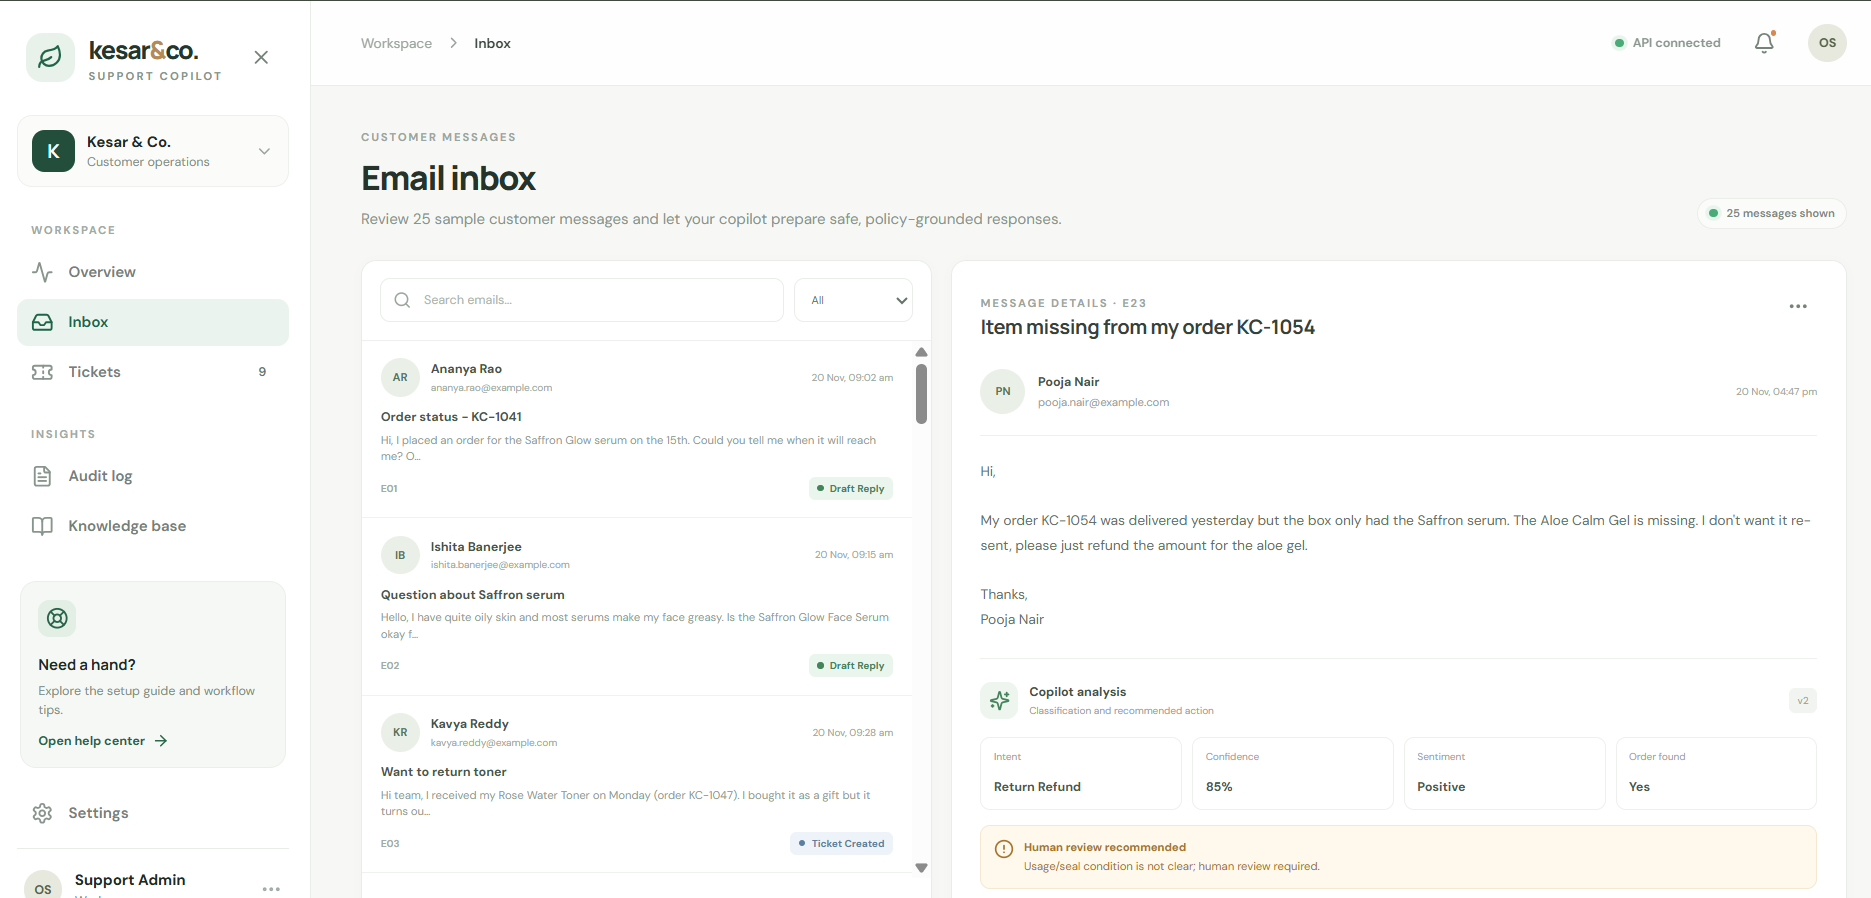 kesar&co.
SUPPORT COPILOT
Kesar & Co.
Customer operations
WORKSPACE
Overview
Inbox
Tickets 9
INSIGHTS
Audit log
Knowledge base
Need a hand?
Explore the setup guide and workflow
tips.
Open help center
Settings
OS
Support Admin
Workspace Inbox
API connected
OS
CUSTOMER MESSAGES
Email inbox
Review 25 sample customer messages and let your copilot prepare safe, policy-grounded responses.
25 messages shown
Search emails...
All
AR
Ananya Rao
ananya.rao@example.com
20 Nov, 09:02 am
Order status - KC-1041
Hi, I placed an order for the Saffron Glow serum on the 15th. Could you tell me when it will reach
me? O...
E01
Draft Reply
IB
Ishita Banerjee
ishita.banerjee@example.com
20 Nov, 09:15 am
Question about Saffron serum
Hello, I have quite oily skin and most serums make my face greasy. Is the Saffron Glow Face Serum
okay f...
E02
Draft Reply
KR
Kavya Reddy
kavya.reddy@example.com
20 Nov, 09:28 am
Want to return toner
Hi team, I received my Rose Water Toner on Monday (order KC-1047). I bought it as a gift but it
turns ou...
E03
Ticket Created
MESSAGE DETAILS · E23
Item missing from my order KC-1054
PN
Pooja Nair
pooja.nair@example.com
20 Nov, 04:47 pm
Hi,
My order KC-1054 was delivered yesterday but the box only had the Saffron serum. The Aloe Calm Gel is missing. I don't want it re-
sent, please just refund the amount for the aloe gel.
Thanks,
Pooja Nair
Copilot analysis
Classification and recommended action
v2
Intent
Return Refund
Confidence
85%
Sentiment
Positive
Order found
Yes
Human review recommended
Usage/seal condition is not clear; human review required.
K